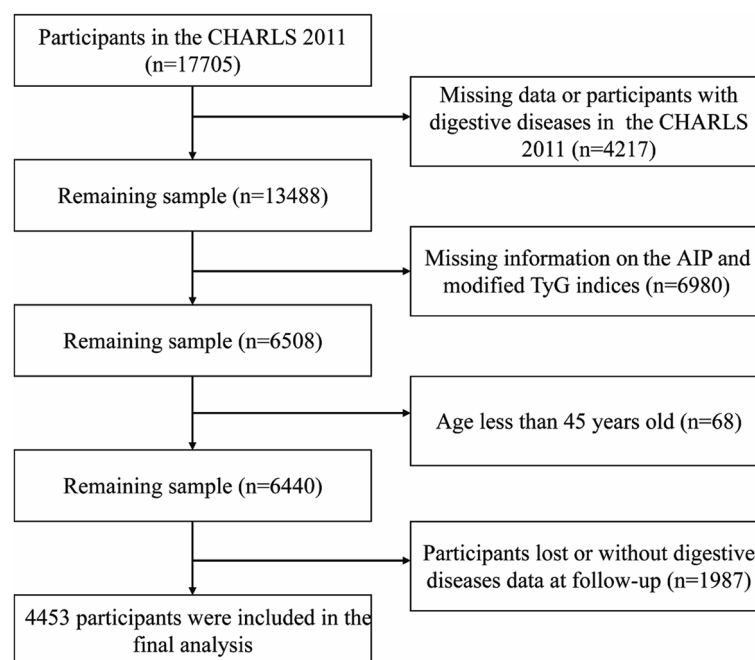 Participants in the CHARLS 2011
(n=17705)
Missing data or participants with
digestive diseases in the CHARLS
2011 (n=4217)
Remaining sample (n=13488)
Missing information on the AIP and
modified TyG indices (n=6980)
Remaining sample (n=6508)
Age less than 45 years old (n=68)
Remaining sample (n=6440)
Participants lost or without digestive
diseases data at follow-up (n=1987)
4453 participants were included in the
final analysis